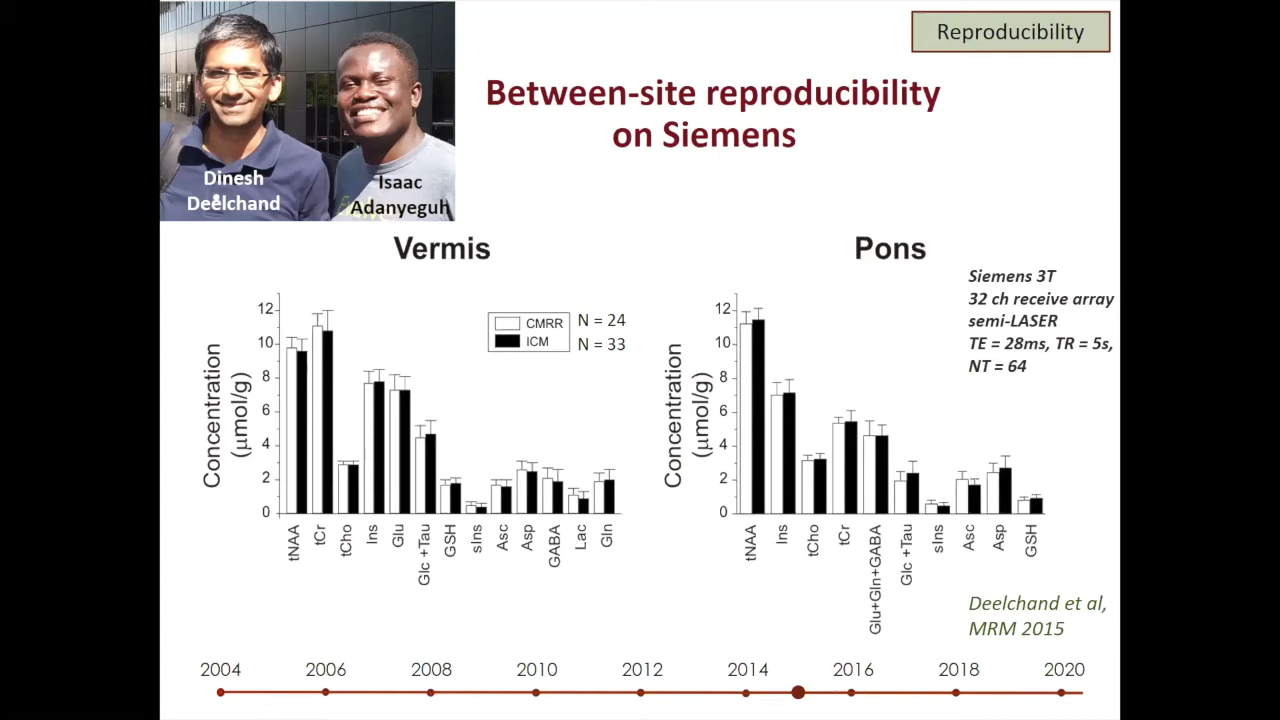 Reproducibility
Between-site reproducibility
on Siemens
Dinesh
Deelchand
Isaac
Adanyeguh
Vermis
Concentration
(µmol/g)
12
10
8
6
4
2
0
CMRR N = 24
ICM N = 33
tNAA
tCr
tCho
Ins
Glu
Glc +Tau
GSH
sIns
Asc
Asp
GABA
Lac
Gln
Pons
Concentration
(µmol/g)
12
10
8
6
4
2
0
tNAA
Ins
tCho
tCr
Glu+Gln+GABA
Glc +Tau
sIns
Asc
Asp
GSH
Siemens 3T
32 ch receive array
semi-LASER
TE = 28ms, TR = 5s,
NT = 64
Deelchand et al,
MRM 2015
2004 2006 2008 2010 2012 2014 2016 2018 2020